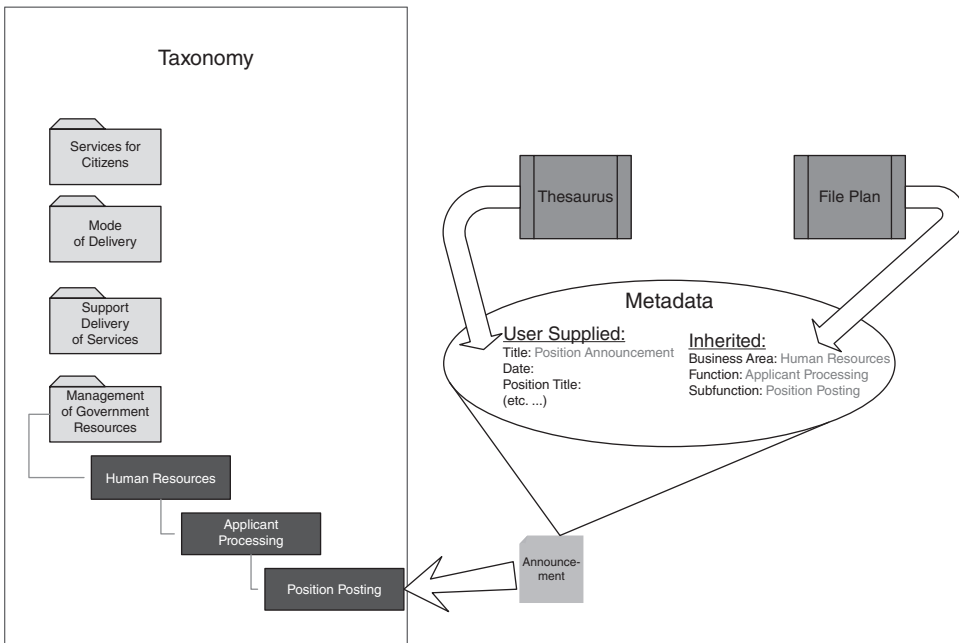 Taxonomy
Services for
Citizens
Mode
of Delivery
Support
Delivery
of Services
Management
of Government
Resources
Human Resources
Applicant
Processing
Position Posting
Thesaurus
File Plan
Metadata
User Supplied:
Title: Position Announcement
Date:
Position Title:
(etc. ...)
Inherited:
Business Area: Human Resources
Function: Applicant Processing
Subfunction: Position Posting
Announce-
ment